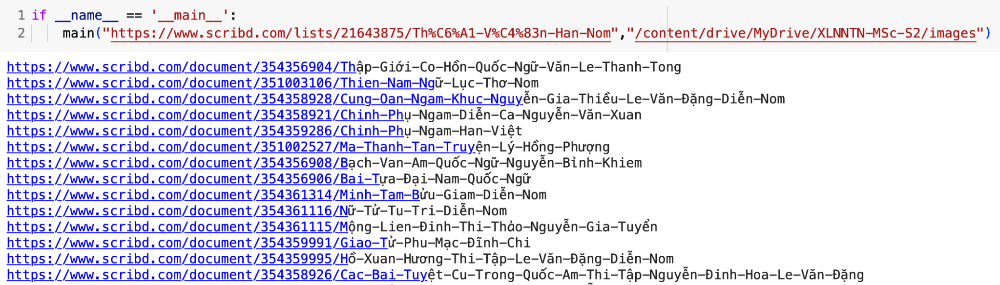 1 if __name__ == '__main__':
2 main("https://www.scribd.com/lists/21643875/Th%C6%A1-V%C4%83n-Han-Nom","/content/drive/MyDrive/XLNNTN-MSc-S2/images")
https://www.scribd.com/document/354356904/Thập-Giới-Co-Hồn-Quốc-Ngữ-Văn-Le-Thanh-Tong
https://www.scribd.com/document/351003106/Thien-Nam-Ngữ-Lục-Thơ-Nom
https://www.scribd.com/document/354358928/Cung-Oan-Ngam-Khuc-Nguyễn-Gia-Thiều-Le-Văn-Đặng-Diễn-Nom
https://www.scribd.com/document/354358921/Chinh-Phụ-Ngam-Diễn-Ca-Nguyễn-Văn-Xuan
https://www.scribd.com/document/354359286/Chinh-Phụ-Ngam-Han-Việt
https://www.scribd.com/document/351002527/Ma-Thanh-Tan-Truyện-Lý-Hồng-Phượng
https://www.scribd.com/document/354356908/Bạch-Van-Am-Quốc-Ngữ-Nguyễn-Bỉnh-Khiem
https://www.scribd.com/document/354356906/Bai-Tựa-Đại-Nam-Quốc-Ngữ
https://www.scribd.com/document/354361314/Minh-Tam-Bửu-Giam-Diễn-Nom
https://www.scribd.com/document/354361116/Nữ-Tử-Tu-Tri-Diễn-Nom
https://www.scribd.com/document/354361115/Mộng-Lien-Đinh-Thi-Thảo-Nguyễn-Gia-Tuyển
https://www.scribd.com/document/354359991/Giao-Tử-Phu-Mạc-Đĩnh-Chi
https://www.scribd.com/document/354359995/Hồ-Xuan-Hương-Thi-Tập-Le-Văn-Đặng-Diễn-Nom
https://www.scribd.com/document/354358926/Cac-Bai-Tuyệt-Cu-Trong-Quốc-Am-Thi-Tập-Nguyễn-Đinh-Hoa-Le-Văn-Đặng